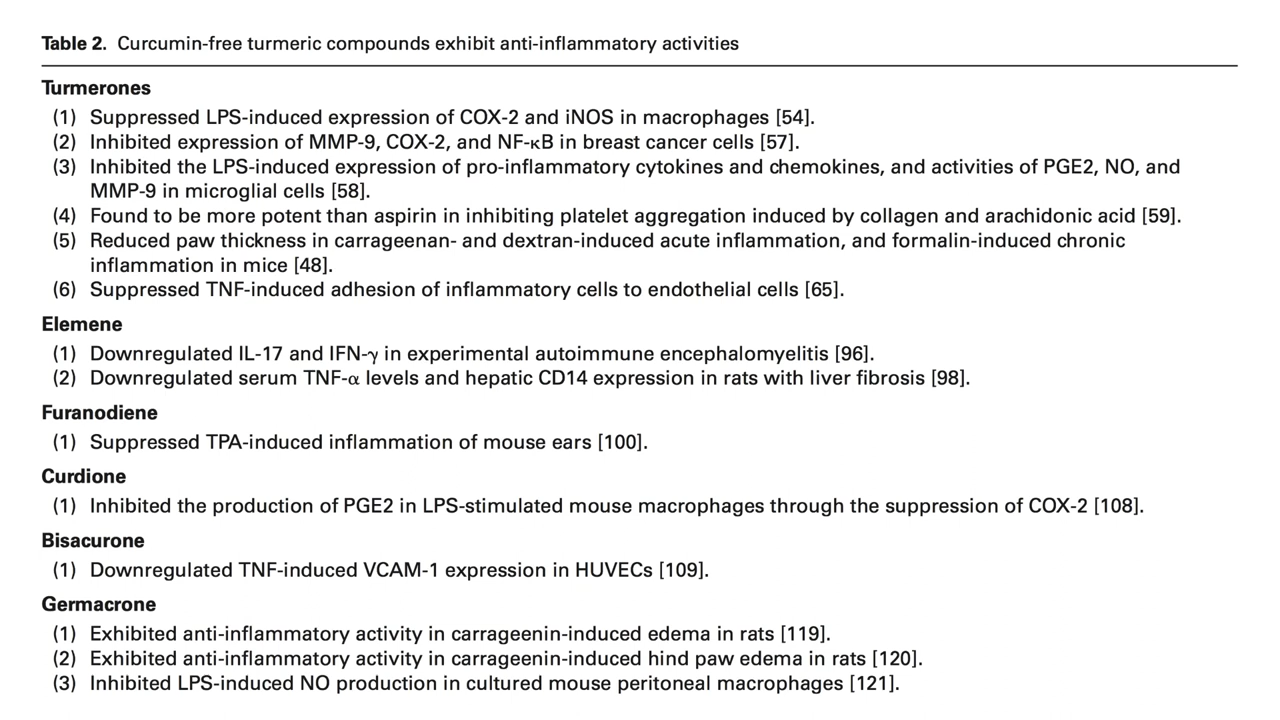 Table 2. Curcumin-free turmeric compounds exhibit anti-inflammatory activities
Turmerones
(1) Suppressed LPS-induced expression of COX-2 and iNOS in macrophages [54].
(2) Inhibited expression of MMP-9, COX-2, and NF-κB in breast cancer cells [57].
(3) Inhibited the LPS-induced expression of pro-inflammatory cytokines and chemokines, and activities of PGE2, NO, and
MMP-9 in microglial cells [58].
(4) Found to be more potent than aspirin in inhibiting platelet aggregation induced by collagen and arachidonic acid [59].
(5) Reduced paw thickness in carrageenan- and dextran-induced acute inflammation, and formalin-induced chronic
inflammation in mice [48].
(6) Suppressed TNF-induced adhesion of inflammatory cells to endothelial cells [65].
Elemene
(1) Downregulated IL-17 and IFN-γ in experimental autoimmune encephalomyelitis [96].
(2) Downregulated serum TNF-α levels and hepatic CD14 expression in rats with liver fibrosis [98].
Furanodiene
(1) Suppressed TPA-induced inflammation of mouse ears [100].
Curdione
(1) Inhibited the production of PGE2 in LPS-stimulated mouse macrophages through the suppression of COX-2 [108].
Bisacurone
(1) Downregulated TNF-induced VCAM-1 expression in HUVECs [109].
Germacrone
(1) Exhibited anti-inflammatory activity in carrageenin-induced edema in rats [119].
(2) Exhibited anti-inflammatory activity in carrageenin-induced hind paw edema in rats [120].
(3) Inhibited LPS-induced NO production in cultured mouse peritoneal macrophages [121].